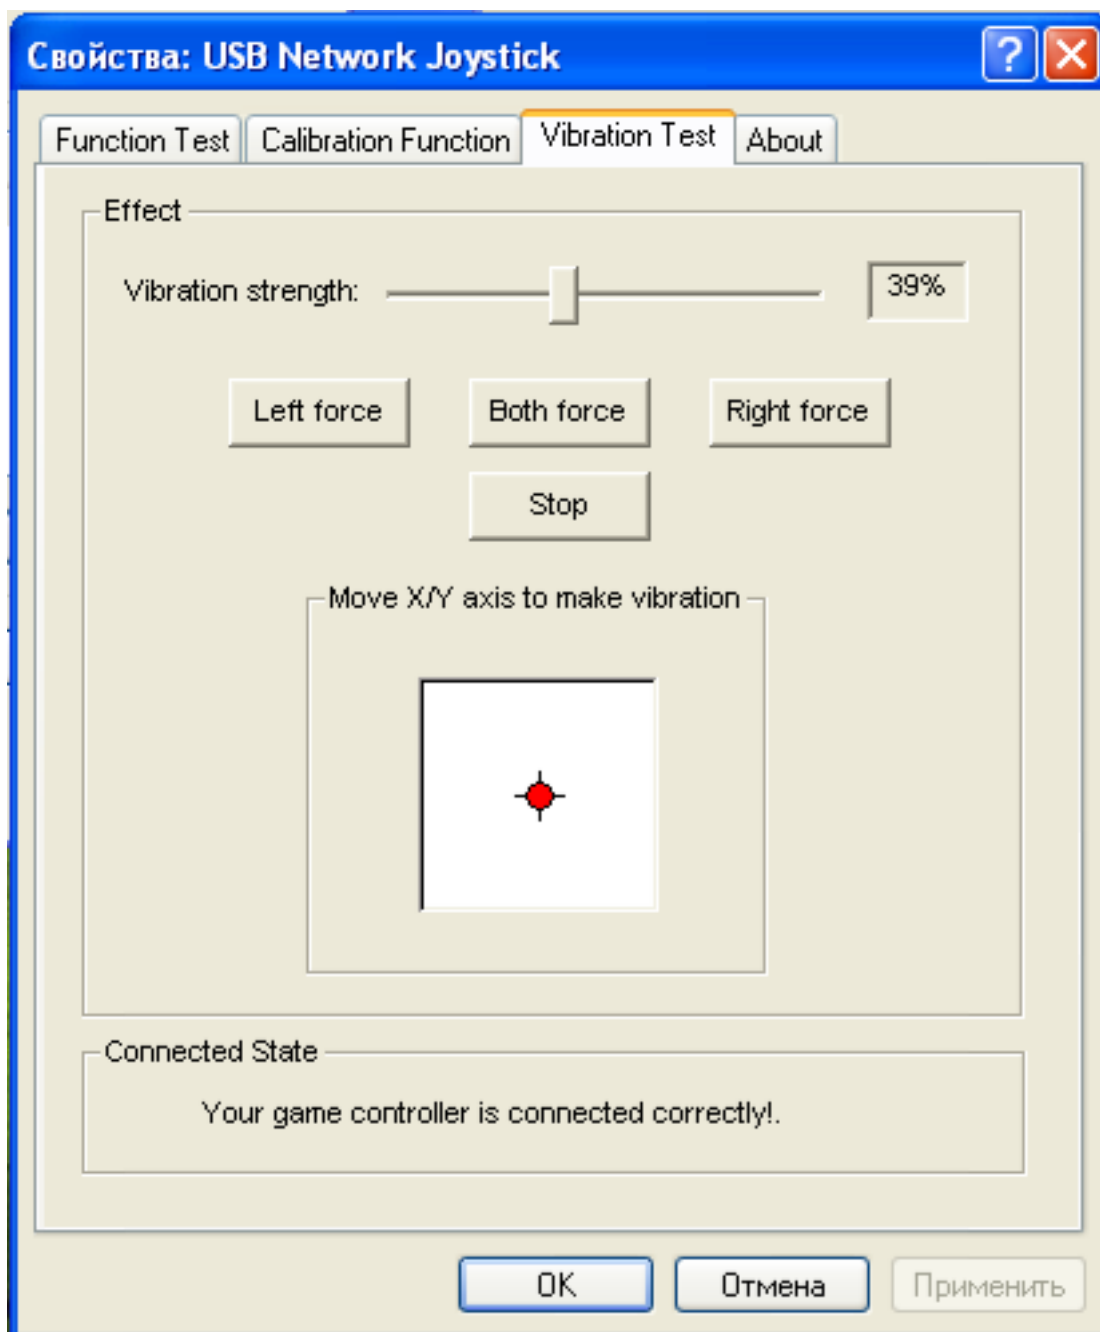 Свойства: USB Network Joystick
?
Function Test Calibration Function Vibration Test About
Effect
Vibration strength: 39%
Left force Both force Right force
Stop
Move X/Y axis to make vibration
Connected State
Your game controller is connected correctly!.
OK Отмена Применить